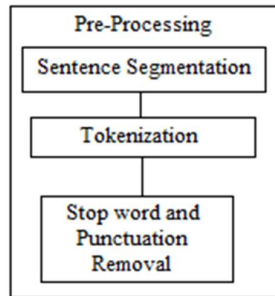 Pre-Processing
Sentence Segmentation
Tokenization
Stop word and
Punctuation
Removal